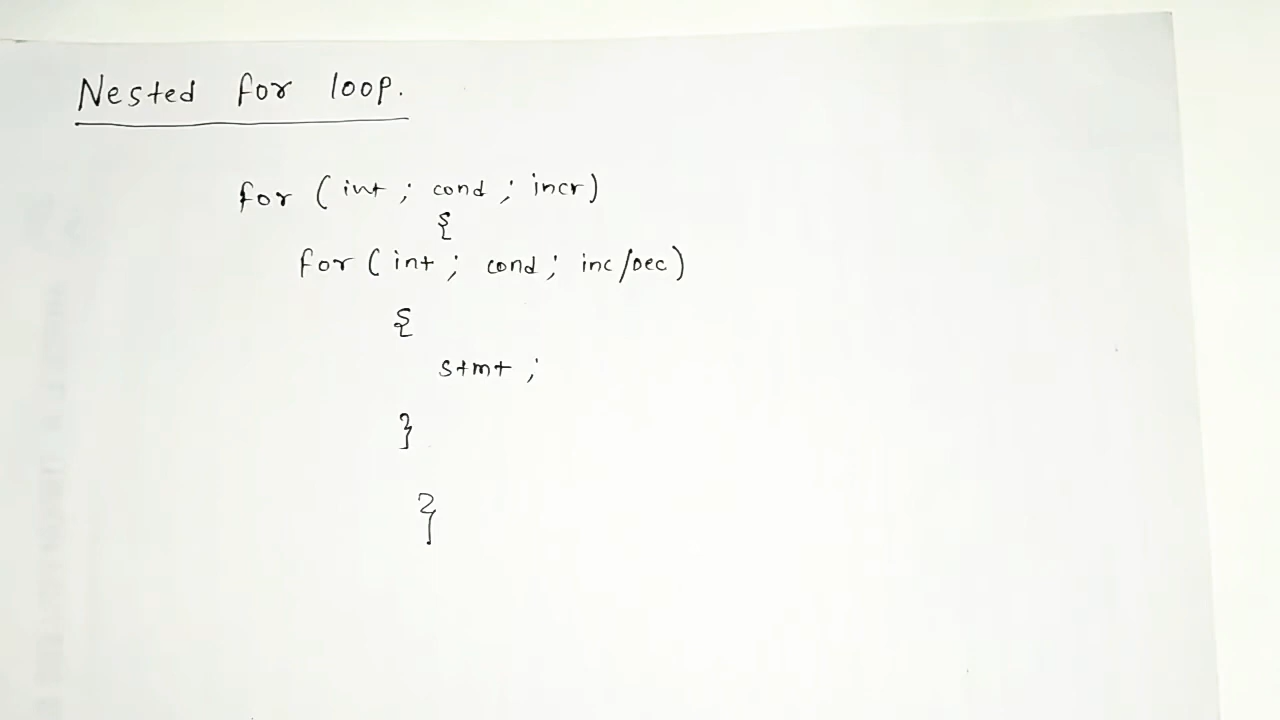 Nested for loop.
for (int ; cond ; incr)
{
for (int ; cond ; inc/Dec)
{
stmt ;
}
}